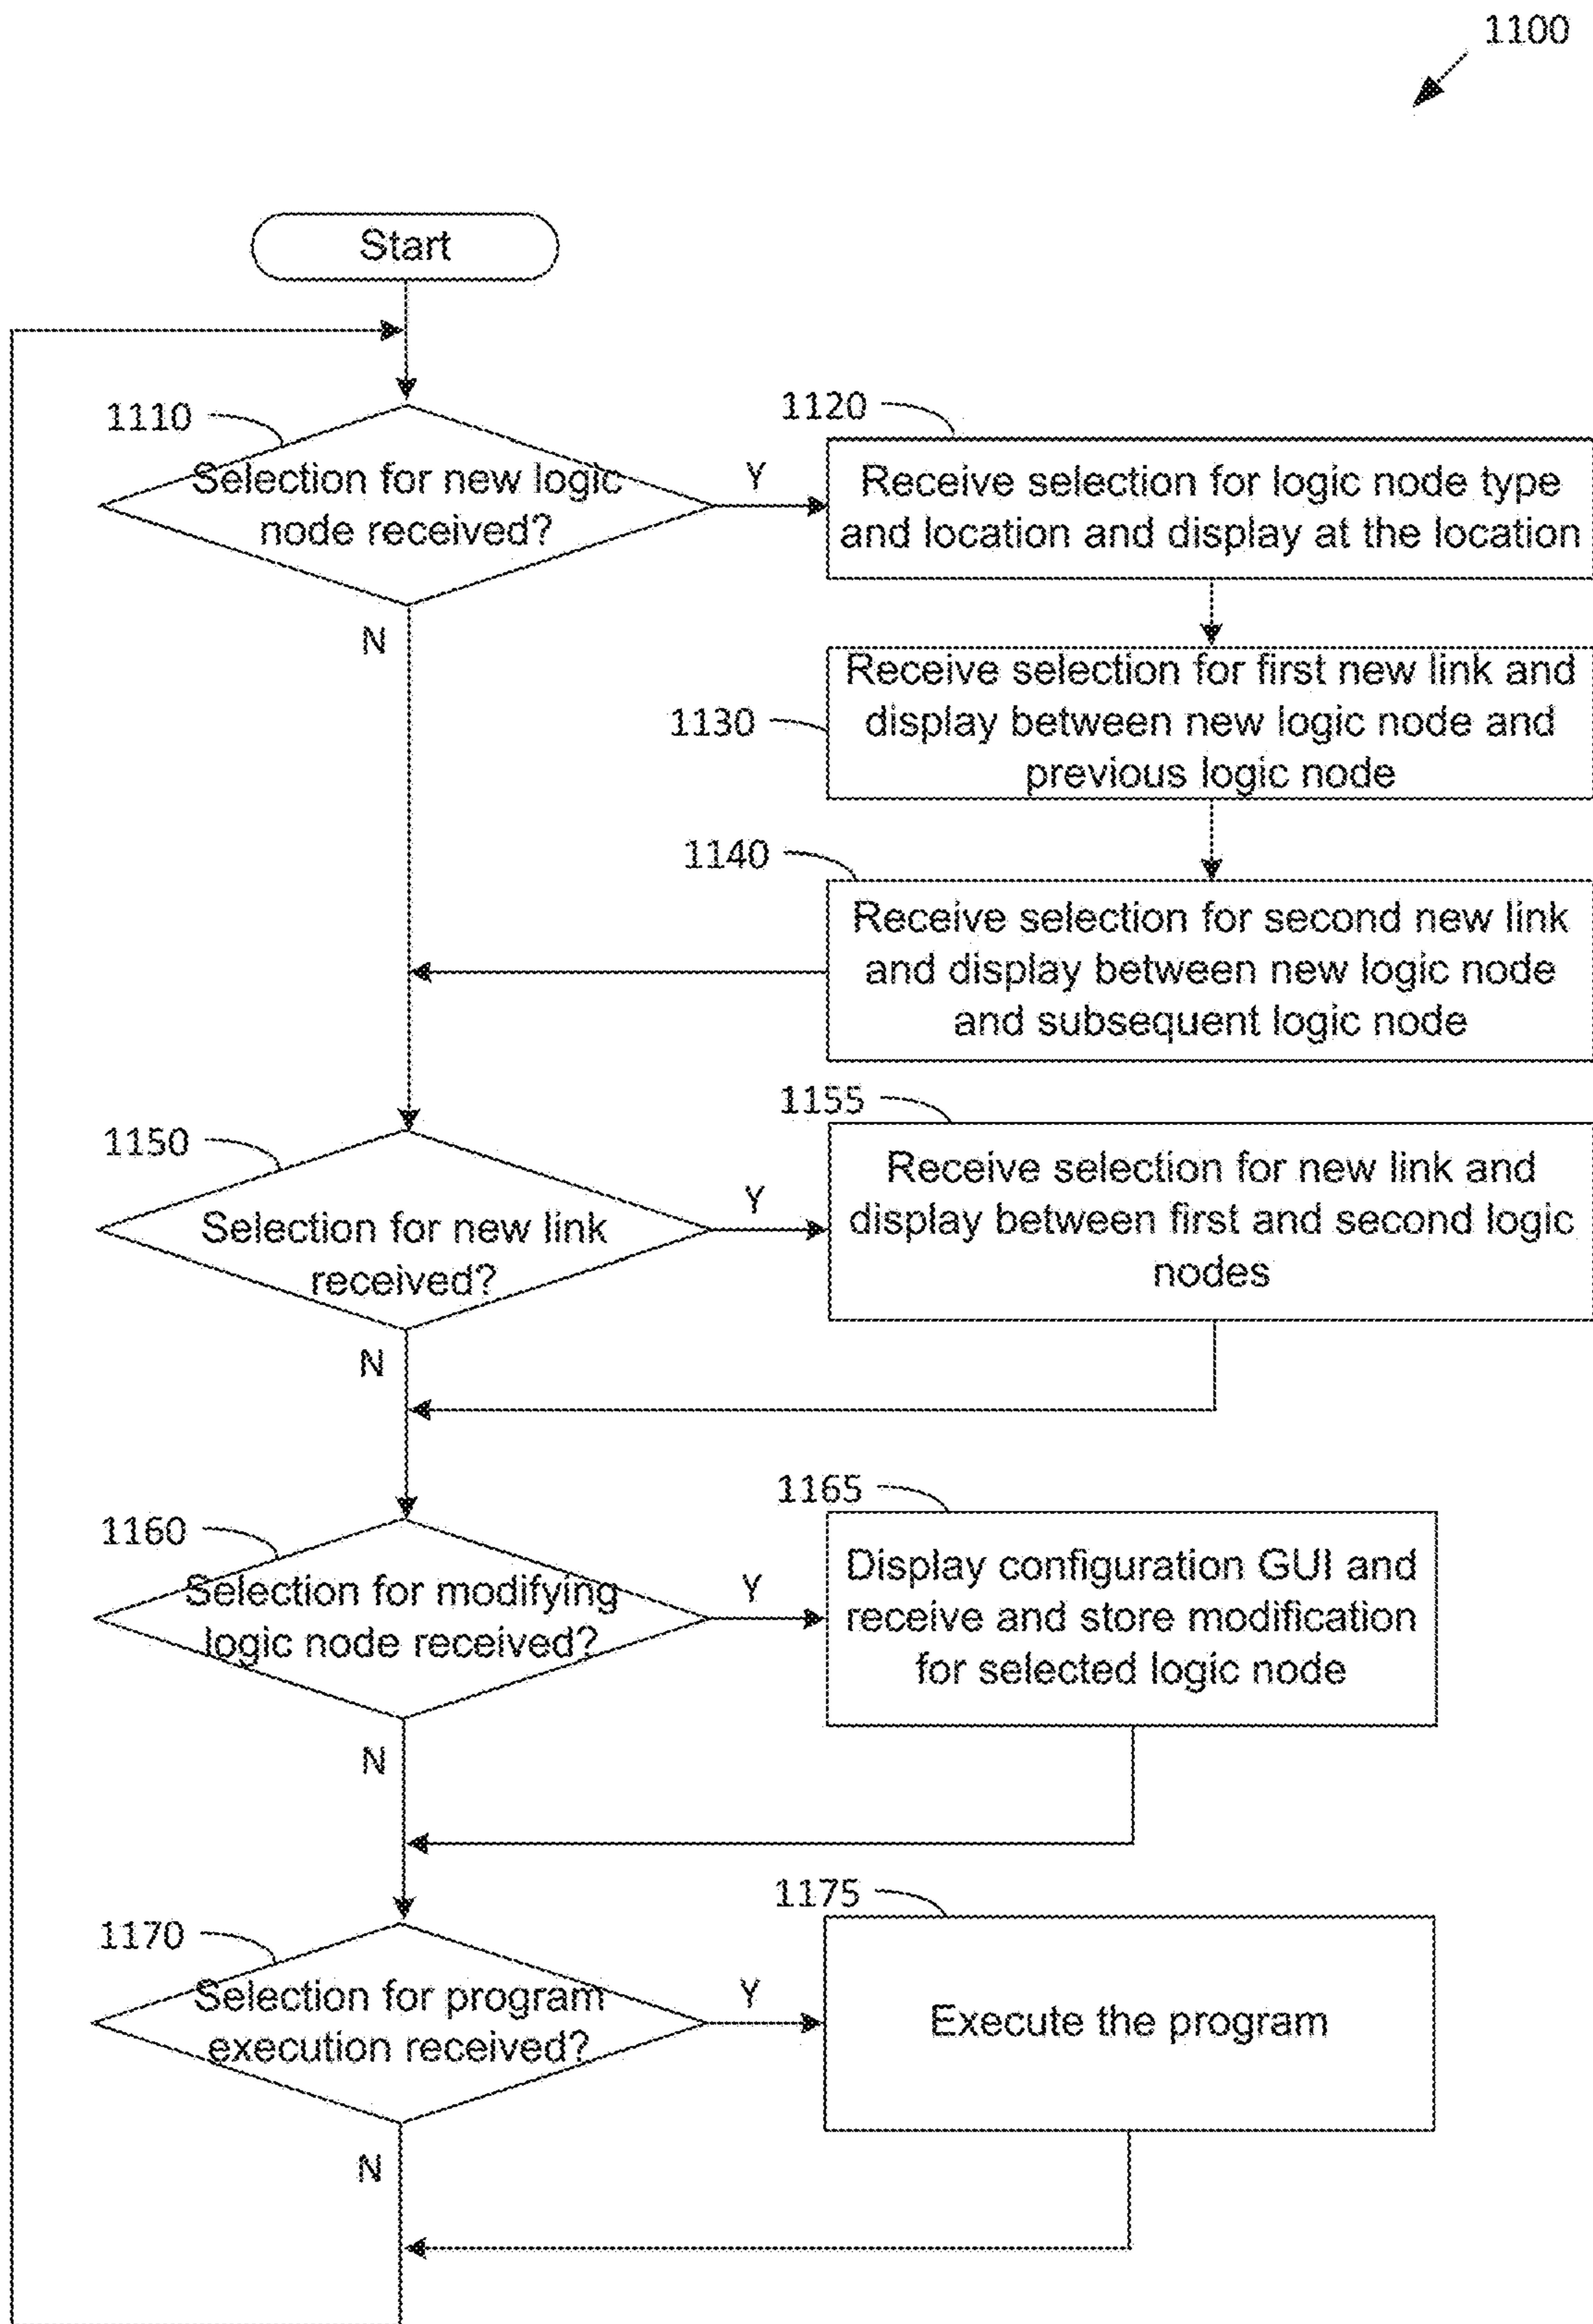 1100
Start
1110
Selection for new logic
node received?
Y
N
1120
Receive selection for logic node type
and location and display at the location
1130
Receive selection for first new link and
display between new logic node and
previous logic node
1140
Receive selection for second new link
and display between new logic node
and subsequent logic node
1150
Selection for new link
received?
Y
N
1155
Receive selection for new link and
display between first and second logic
nodes
1160
Selection for modifying
logic node received?
Y
N
1165
Display configuration GUI and
receive and store modification
for selected logic node
1170
Selection for program
execution received?
Y
N
1175
Execute the program